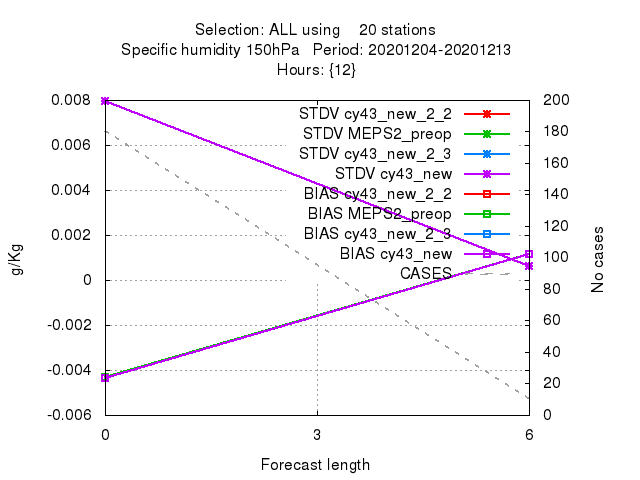 Selection: ALL using 20 stations
Specific humidity 150hPa Period: 20201204-20201213
Hours: {12}
0.008
0.006
0.004
0.002
0
-0.002
-0.004
-0.006
g/Kg
STDV cy43_new_2_2
STDV MEPS2_preop
STDV cy43_new_2_3
STDV cy43_new
BIAS cy43_new_2_2
BIAS MEPS2_preop
BIAS cy43_new_2_3
BIAS cy43_new
CASES
200
180
160
140
120
100
80
60
40
20
0
No cases
0
3
6
Forecast length